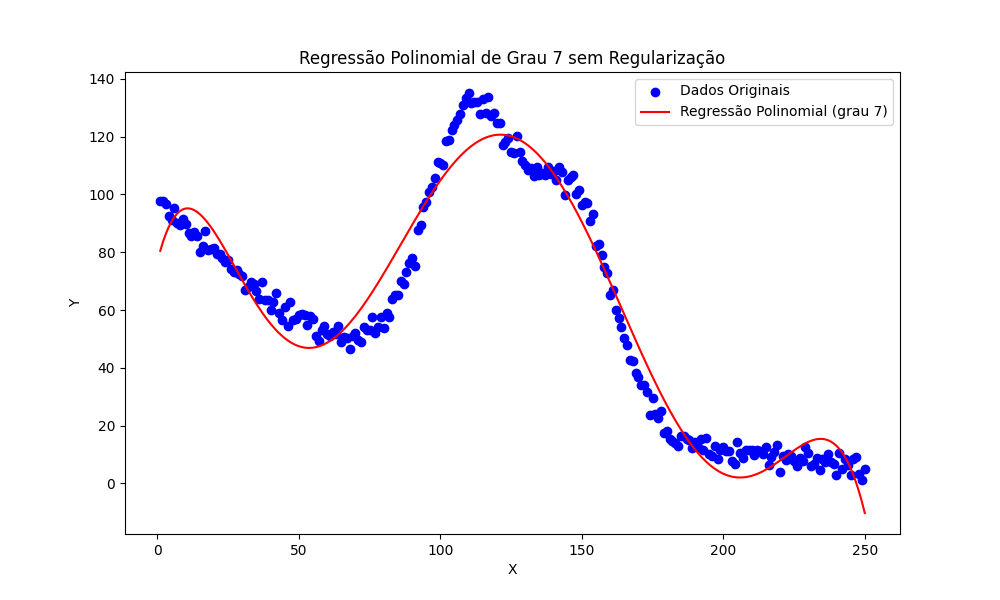 Regressão Polinomial de Grau 7 sem Regularização
Dados Originais
Regressão Polinomial (grau 7)
140
120
100
80
60
40
20
0
Y
0 50 100 150 200 250
X